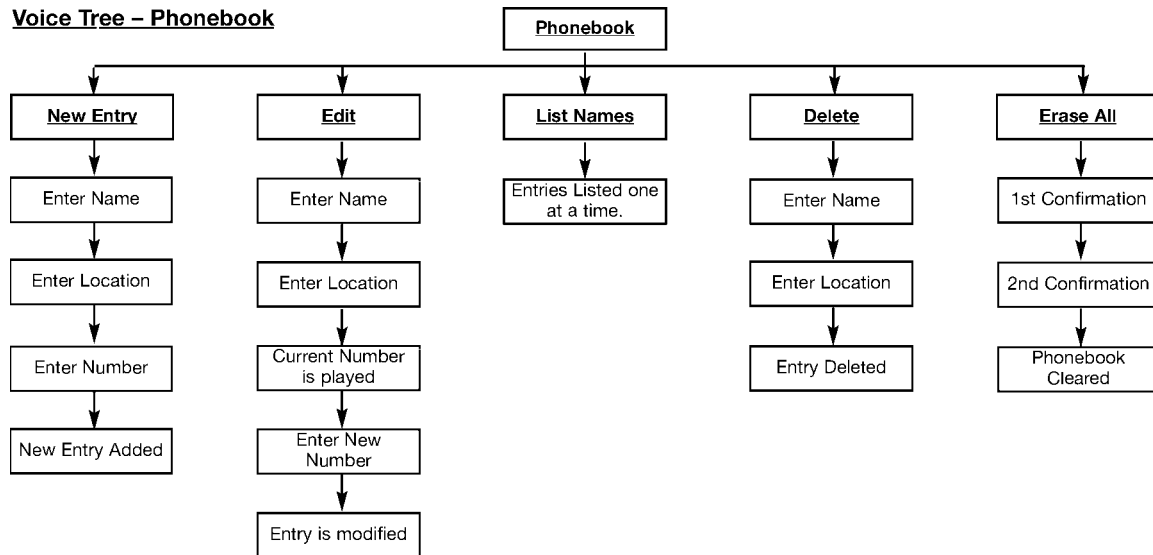 Voice Tree – Phonebook
Phonebook
New Entry
Edit
List Names
Delete
Erase All
Enter Name
Enter Name
Entries Listed one
at a time.
Enter Name
1st Confirmation
Enter Location
Enter Location
Enter Location
2nd Confirmation
Enter Number
Current Number
is played
Entry Deleted
Phonebook
Cleared
New Entry Added
Enter New
Number
Entry is modified